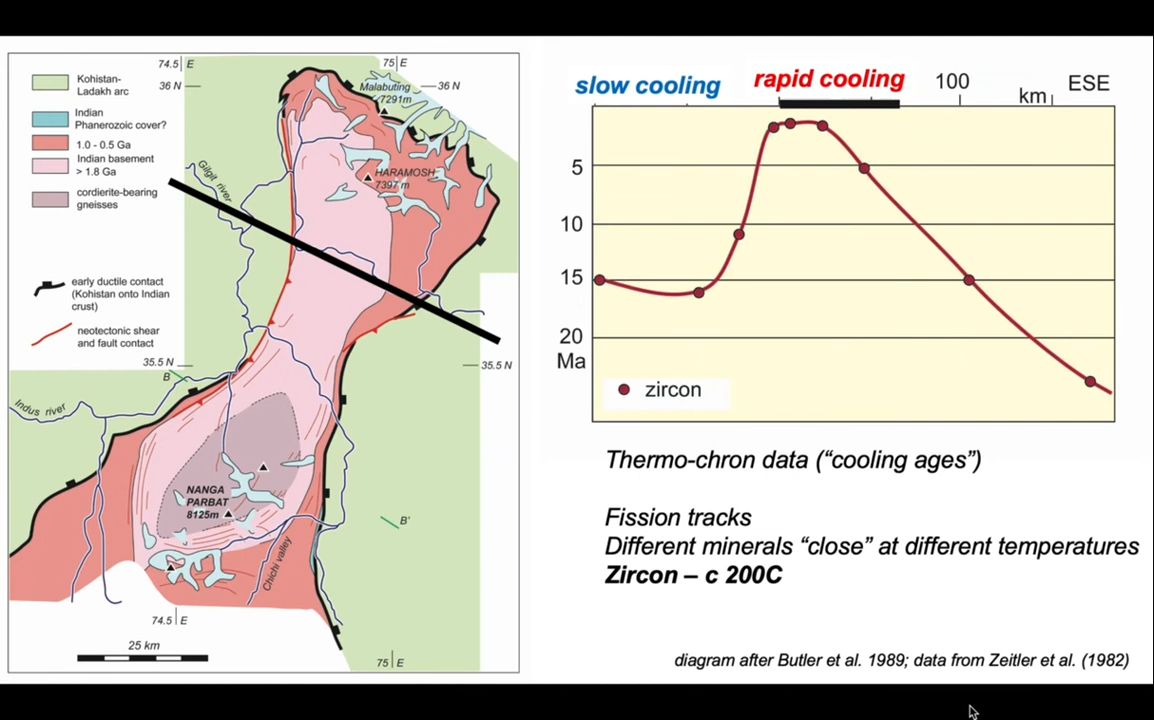 74.5 E
75 E
36 N
36 N
Kohistan-
Ladakh arc
Indian
Phanerozoic cover?
1.0 - 0.5 Ga
Indian basement
> 1.8 Ga
cordierite-bearing
gneisses
early ductile contact
(Kohistan onto Indian
crust)
neotectonic shear
and fault contact
Malabuting
7291m
HARAMOSH
7397 m
Gilgit river
35.5 N
35.5 N
B
Indus river
NANGA
PARBAT
8125m
B'
Chichi valley
74.5 E
25 km
75 E
slow cooling
rapid cooling
100
km
ESE
5
10
15
20
Ma
zircon
Thermo-chron data (“cooling ages”)
Fission tracks
Different minerals “close” at different temperatures
Zircon – c 200C
diagram after Butler et al. 1989; data from Zeitler et al. (1982)